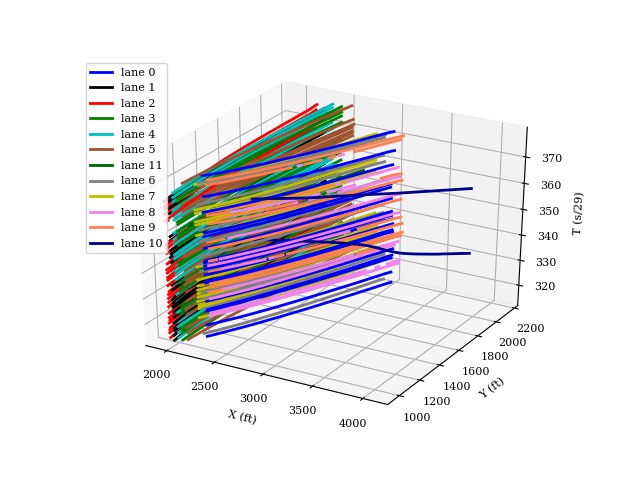 lane 0
lane 1
lane 2
lane 3
lane 4
lane 5
lane 11
lane 6
lane 7
lane 8
lane 9
lane 10
370
360
350
340
330
320
T (s/29)
2200
2000
1800
1600
1400
1200
1000
Y (ft)
2000
2500
3000
3500
4000
X (ft)